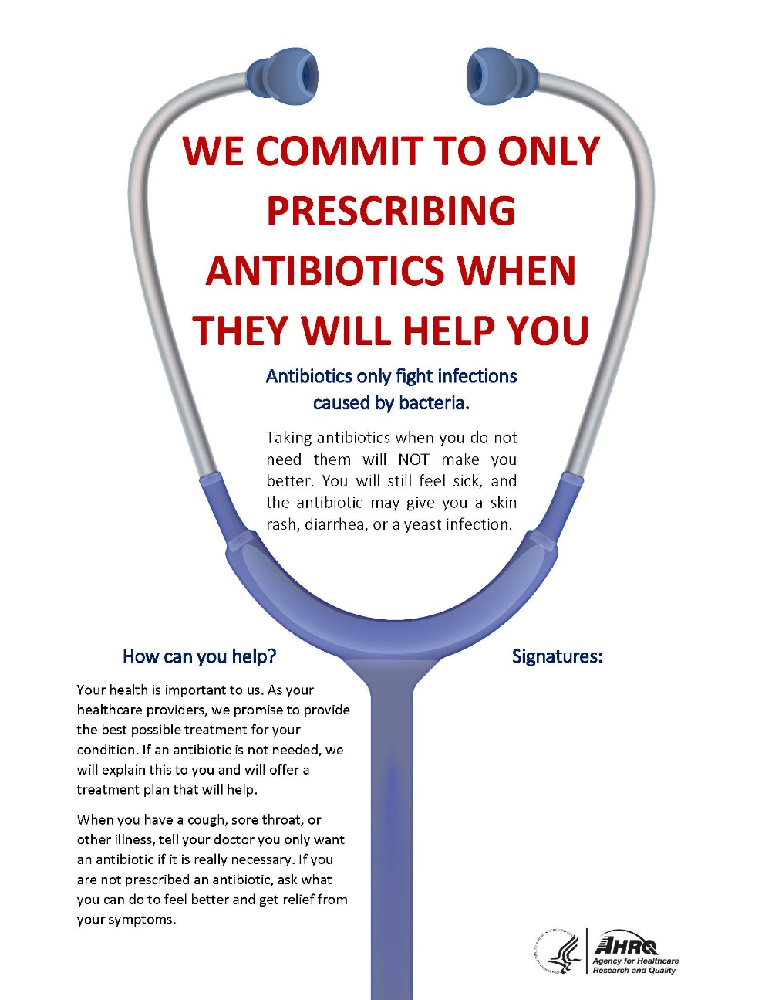 WE COMMIT TO ONLY
PRESCRIBING
ANTIBIOTICS WHEN
THEY WILL HELP YOU
Antibiotics only fight infections
caused by bacteria.
Taking antibiotics when you do not
need them will NOT make you
better. You will still feel sick, and
the antibiotic may give you a skin
rash, diarrhea, or a yeast infection.
How can you help?
Your health is important to us. As your
healthcare providers, we promise to provide
the best possible treatment for your
condition. If an antibiotic is not needed, we
will explain this to you and will offer a
treatment plan that will help.
When you have a cough, sore throat, or
other illness, tell your doctor you only want
an antibiotic if it is really necessary. If you
are not prescribed an antibiotic, ask what
you can do to feel better and get relief from
your symptoms.
Signatures:
AHRQ
Agency for Healthcare
Research and Quality